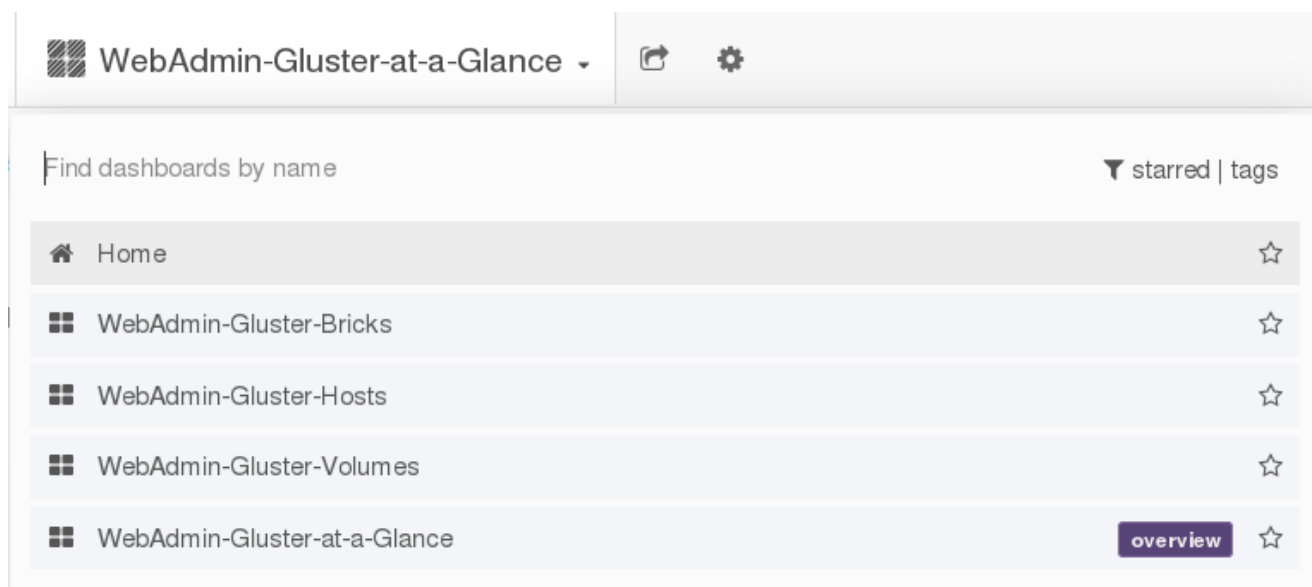 WebAdmin-Gluster-at-a-Glance
Find dashboards by name
starred | tags
Home
WebAdmin-Gluster-Bricks
WebAdmin-Gluster-Hosts
WebAdmin-Gluster-Volumes
WebAdmin-Gluster-at-a-Glance overview